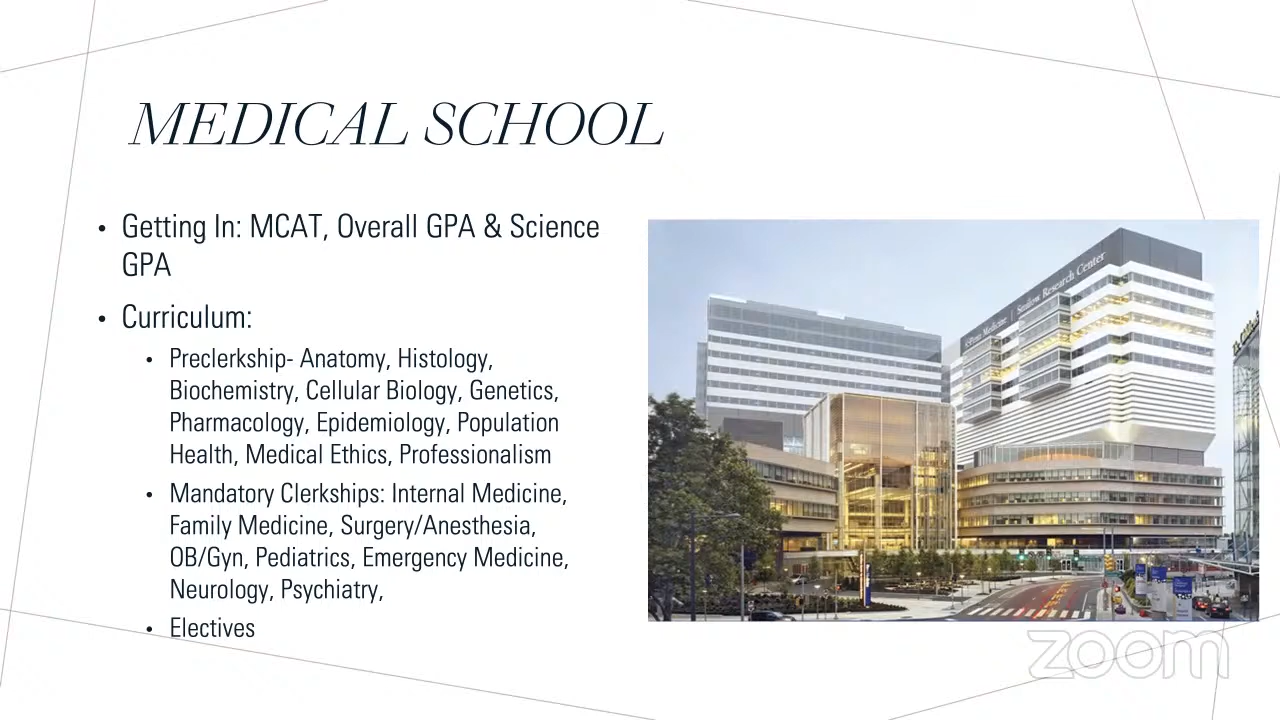 MEDICAL SCHOOL
• Getting In: MCAT, Overall GPA & Science
GPA
• Curriculum:
• Preclerkship- Anatomy, Histology,
Biochemistry, Cellular Biology, Genetics,
Pharmacology, Epidemiology, Population
Health, Medical Ethics, Professionalism
• Mandatory Clerkships: Internal Medicine,
Family Medicine, Surgery/Anesthesia,
OB/Gyn, Pediatrics, Emergency Medicine,
Neurology, Psychiatry,
• Electives
Penn Medicine | Smilow Research Center
zoom